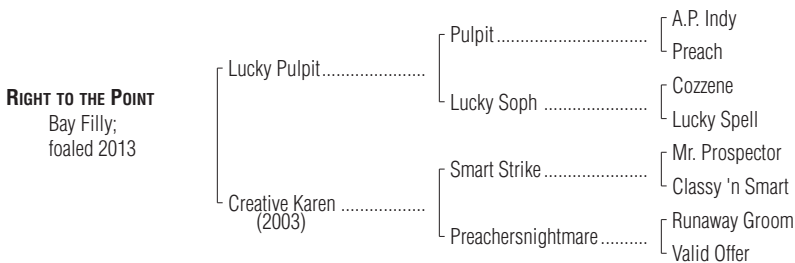 A.P. Indy
Pulpit
Preach
Lucky Pulpit
Cozzene
Lucky Soph
Lucky Spell
RIGHT TO THE POINT
Bay Filly;
foaled 2013
Mr. Prospector
Smart Strike
Classy 'n Smart
Creative Karen
(2003)
Runaway Groom
Preachersnightmare
Valid Offer